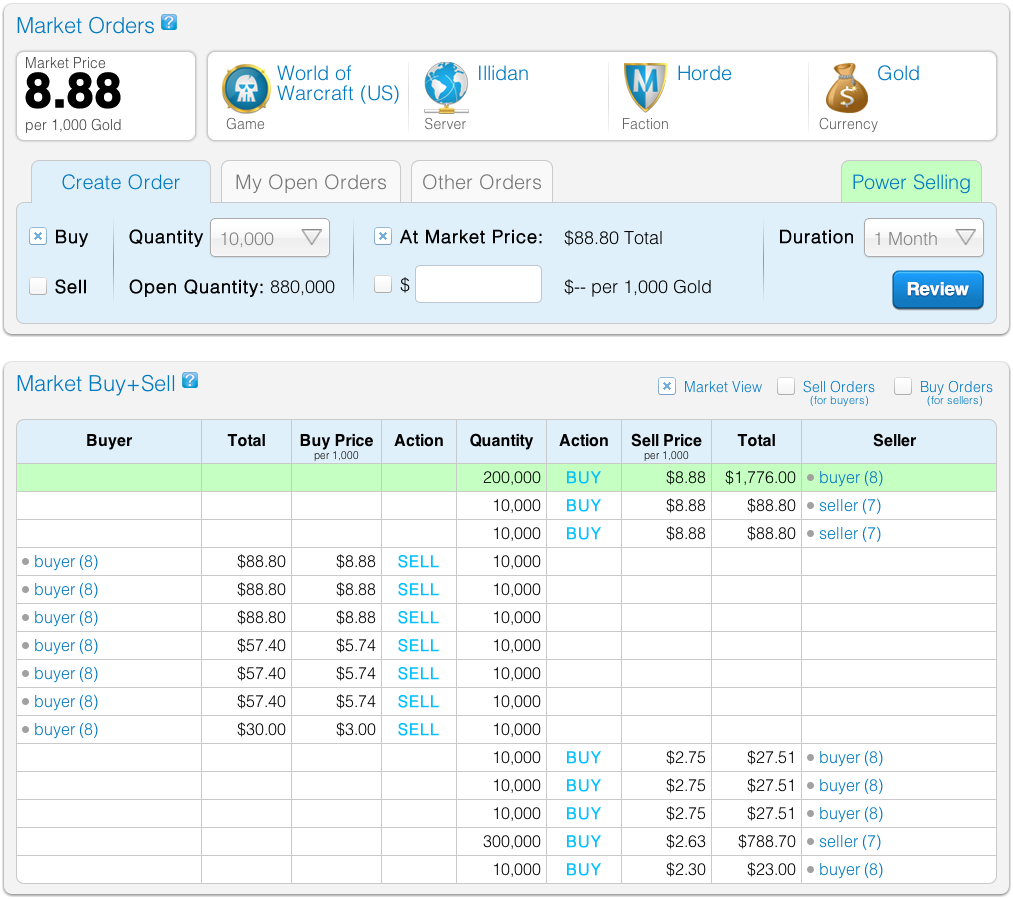 Market Orders ?
Market Price
8.88
per 1,000 Gold
World of
Warcraft (US)
Game
Illidan
Server
M
Horde
Faction
$
Gold
Currency
Create Order
My Open Orders
Other Orders
Power Selling
Buy
Quantity 10,000
At Market Price: $88.80 Total
Duration 1 Month
Sell
Open Quantity: 880,000
$
$-- per 1,000 Gold
Review
Market Buy+Sell ?
Market View
Sell Orders
(for buyers)
Buy Orders
(for sellers)
Buyer Total Buy Price Action Quantity Action Sell Price Total Seller
per 1,000 per 1,000
200,000 BUY $8.88 $1,776.00 buyer (8)
10,000 BUY $8.88 $88.80 seller (7)
10,000 BUY $8.88 $88.80 seller (7)
buyer (8) $88.80 $8.88 SELL 10,000
buyer (8) $88.80 $8.88 SELL 10,000
buyer (8) $88.80 $8.88 SELL 10,000
buyer (8) $57.40 $5.74 SELL 10,000
buyer (8) $57.40 $5.74 SELL 10,000
buyer (8) $57.40 $5.74 SELL 10,000
buyer (8) $30.00 $3.00 SELL 10,000
10,000 BUY $2.75 $27.51 buyer (8)
10,000 BUY $2.75 $27.51 buyer (8)
10,000 BUY $2.75 $27.51 buyer (8)
300,000 BUY $2.63 $788.70 seller (7)
10,000 BUY $2.30 $23.00 buyer (8)